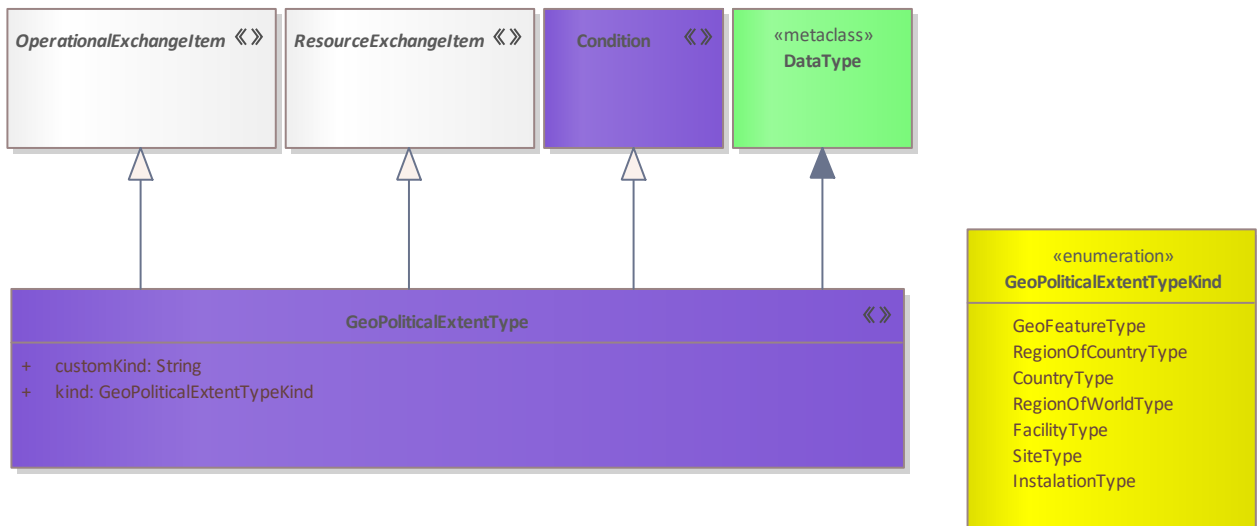 OperationalExchangeItem «»
ResourceExchangeItem «»
Condition «»
«metaclass»
DataType
GeoPoliticalExtentType «»
+ customKind: String
+ kind: GeoPoliticalExtentTypeKind
«enumeration»
GeoPoliticalExtentTypeKind
GeoFeatureType
RegionOfCountryType
CountryType
RegionOfWorldType
FacilityType
SiteType
InstalationType